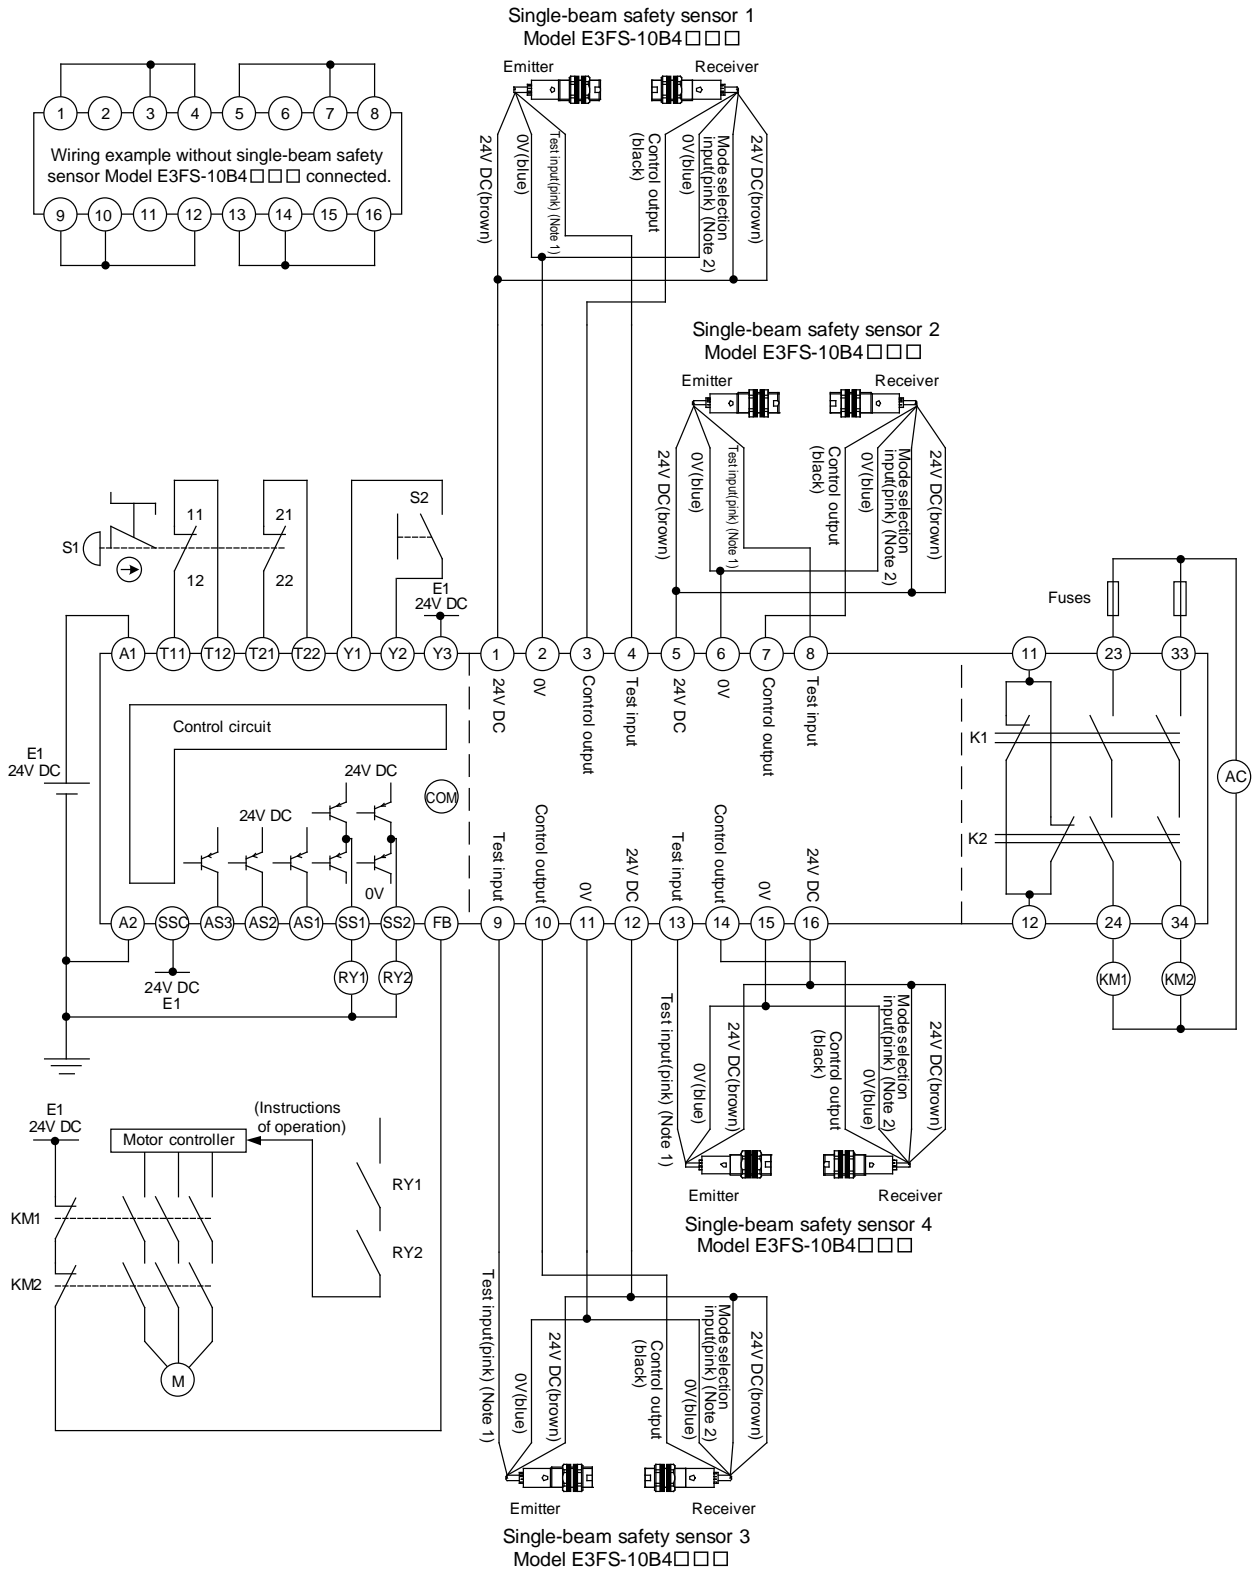 Single-beam safety sensor 1
Model E3FS-10B4□□□
Emitter
Receiver
24V DC(brown)
0V(blue)
Test input(pink) (Note 1)
Control output
(black)
0V(blue)
Mode selection
input(pink) (Note 2)
24V DC(brown)
1
2
3
4
5
6
7
8
Wiring example without single-beam safety
sensor Model E3FS-10B4□□□ connected.
9
10
11
12
13
14
15
16
Single-beam safety sensor 2
Model E3FS-10B4□□□
Emitter
Receiver
24V DC(brown)
0V(blue)
Test input(pink) (Note 1)
Control output
(black)
0V(blue)
Mode selection
input(pink) (Note 2)
24V DC(brown)
S1
11
12
21
22
S2
E1
24V DC
Fuses
A1
T11
T12
T21
T22
Y1
Y2
Y3
1
2
3
4
5
6
7
8
11
23
33
24V DC
0V
Control output
Test input
24V DC
0V
Control output
Test input
Control circuit
K1
E1
24V DC
24V DC
COM
AC
24V DC
K2
0V
Test input
Control output
0V
24V DC
Test input
Control output
0V
24V DC
A2
SSC
AS3
AS2
AS1
SS1
SS2
FB
9
10
11
12
13
14
15
16
12
24
34
24V DC
E1
RY1
RY2
KM1
KM2
Test input(pink) (Note 1)
0V(blue)
24V DC(brown)
Control output
(black)
0V(blue)
Mode selection
input(pink) (Note 2)
24V DC(brown)
Emitter
Receiver
Single-beam safety sensor 4
Model E3FS-10B4□□□
E1
24V DC
Motor controller
(Instructions
of operation)
RY1
KM1
RY2
KM2
M
Test input(pink) (Note 1)
0V(blue)
24V DC(brown)
Control output
(black)
0V(blue)
Mode selection
input(pink) (Note 2)
24V DC(brown)
Emitter
Receiver
Single-beam safety sensor 3
Model E3FS-10B4□□□